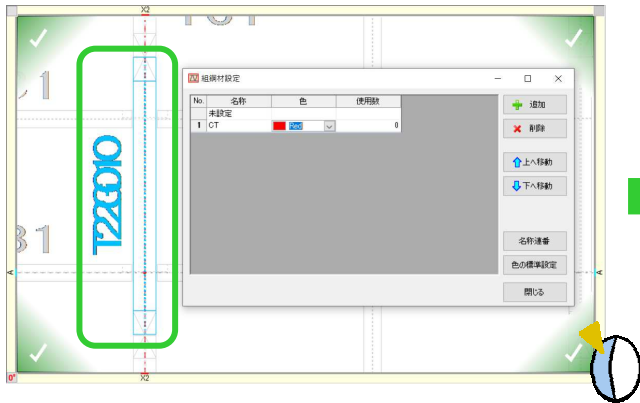 X2
組鋼材設定
No. 名称 色 使用数
未設定
1 CT Red 0
追加
削除
上へ移動
下へ移動
名称連番
色の標準設定
閉じる
31
A A
0°
X2